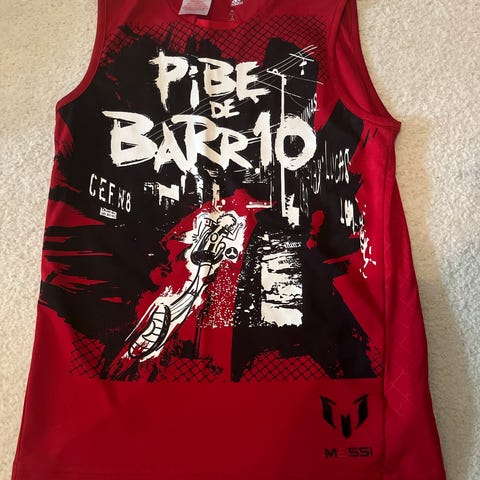 PiBE
DE
BARR10
C.E.F. N8
MESSI